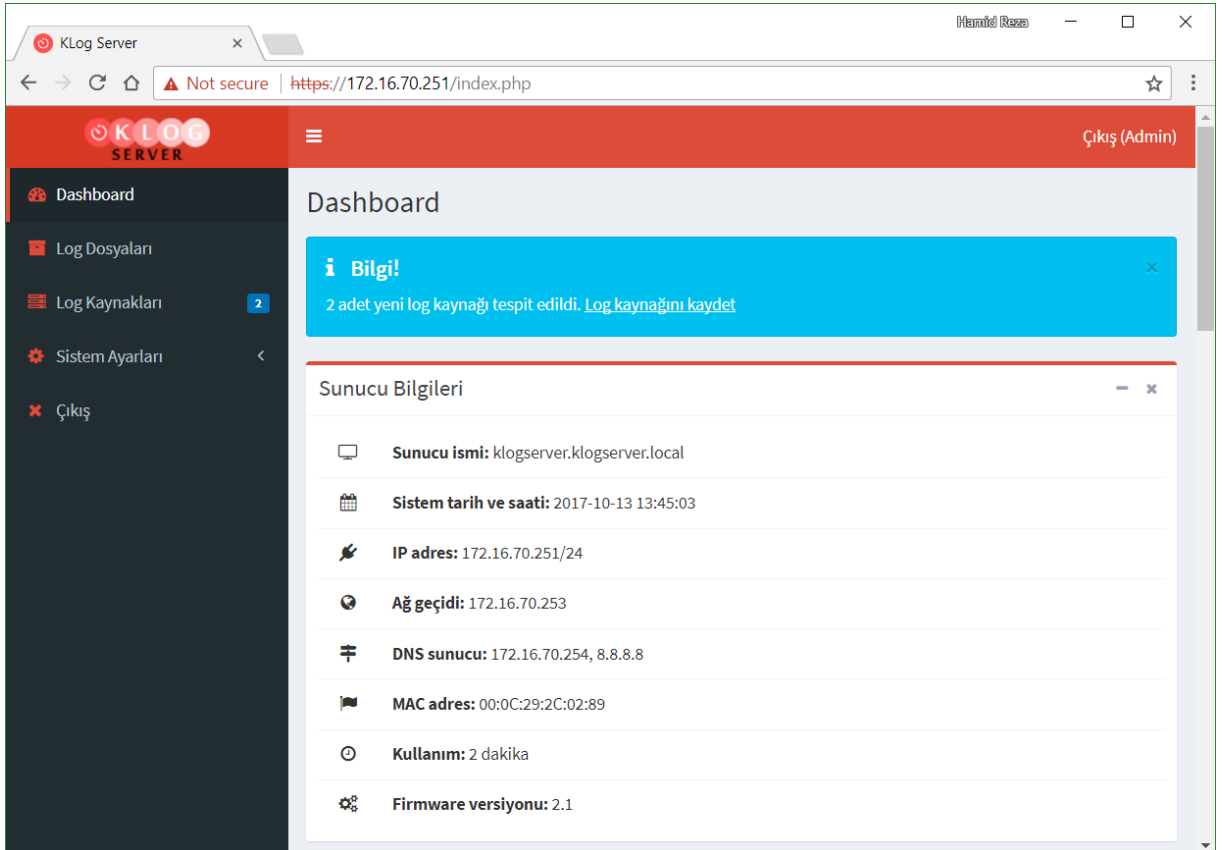 Hamid Reza
KLog Server
Not secure | https://172.16.70.251/index.php
KLOG
SERVER
Çıkış (Admin)
Dashboard
Log Dosyaları
Log Kaynakları 2
Sistem Ayarları
Çıkış
Dashboard
Bilgi!
2 adet yeni log kaynağı tespit edildi. Log kaynağını kaydet
Sunucu Bilgileri
Sunucu ismi: klogserver.klogserver.local
Sistem tarih ve saati: 2017-10-13 13:45:03
IP adres: 172.16.70.251/24
Ağ geçidi: 172.16.70.253
DNS sunucu: 172.16.70.254, 8.8.8.8
MAC adres: 00:0C:29:2C:02:89
Kullanım: 2 dakika
Firmware versiyonu: 2.1